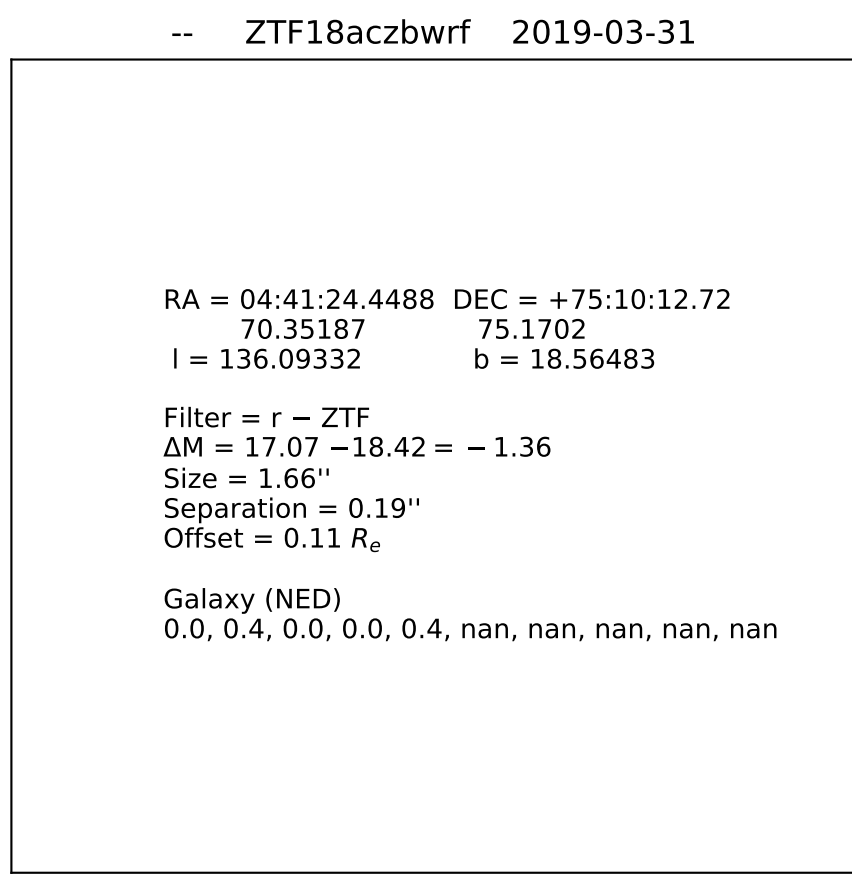 -- ZTF18aczbwrf 2019-03-31
RA = 04:41:24.4488 DEC = +75:10:12.72
70.35187 75.1702
l = 136.09332 b = 18.56483
Filter = r − ZTF
ΔM = 17.07 −18.42 = − 1.36
Size = 1.66''
Separation = 0.19''
Offset = 0.11 Rₑ
Galaxy (NED)
0.0, 0.4, 0.0, 0.0, 0.4, nan, nan, nan, nan, nan